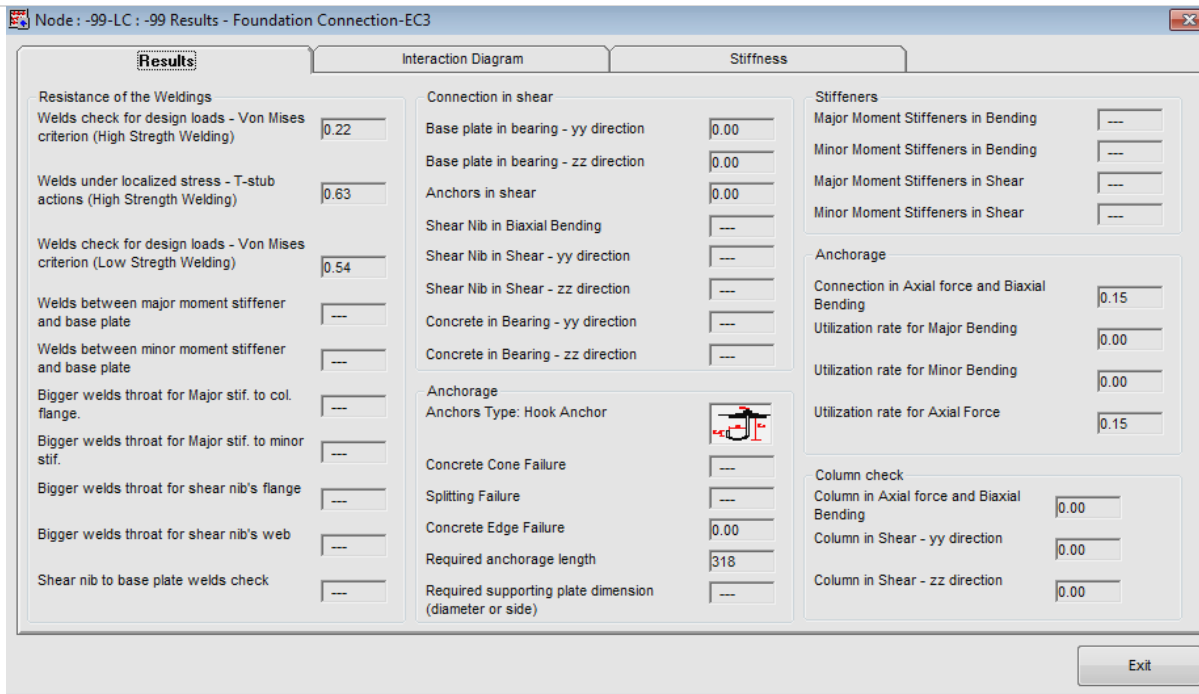 Node : -99-LC : -99 Results - Foundation Connection-EC3
Results
Interaction Diagram
Stiffness
Resistance of the Weldings
Welds check for design loads - Von Mises
criterion (High Stregth Welding)
0.22
Welds under localized stress - T-stub
actions (High Strength Welding)
0.63
Welds check for design loads - Von Mises
criterion (Low Stregth Welding)
0.54
Welds between major moment stiffener
and base plate
---
Welds between minor moment stiffener
and base plate
---
Bigger welds throat for Major stif. to col.
flange.
---
Bigger welds throat for Major stif. to minor
stif.
---
Bigger welds throat for shear nib's flange
---
Bigger welds throat for shear nib's web
---
Shear nib to base plate welds check
---
Connection in shear
Base plate in bearing - yy direction
0.00
Base plate in bearing - zz direction
0.00
Anchors in shear
0.00
Shear Nib in Biaxial Bending
---
Shear Nib in Shear - yy direction
---
Shear Nib in Shear - zz direction
---
Concrete in Bearing - yy direction
---
Concrete in Bearing - zz direction
---
Anchorage
Anchors Type: Hook Anchor
Concrete Cone Failure
---
Splitting Failure
---
Concrete Edge Failure
0.00
Required anchorage length
318
Required supporting plate dimension
(diameter or side)
---
Stiffeners
Major Moment Stiffeners in Bending
---
Minor Moment Stiffeners in Bending
---
Major Moment Stiffeners in Shear
---
Minor Moment Stiffeners in Shear
---
Anchorage
Connection in Axial force and Biaxial
Bending
0.15
Utilization rate for Major Bending
0.00
Utilization rate for Minor Bending
0.00
Utilization rate for Axial Force
0.15
Column check
Column in Axial force and Biaxial
Bending
0.00
Column in Shear - yy direction
0.00
Column in Shear - zz direction
0.00
Exit